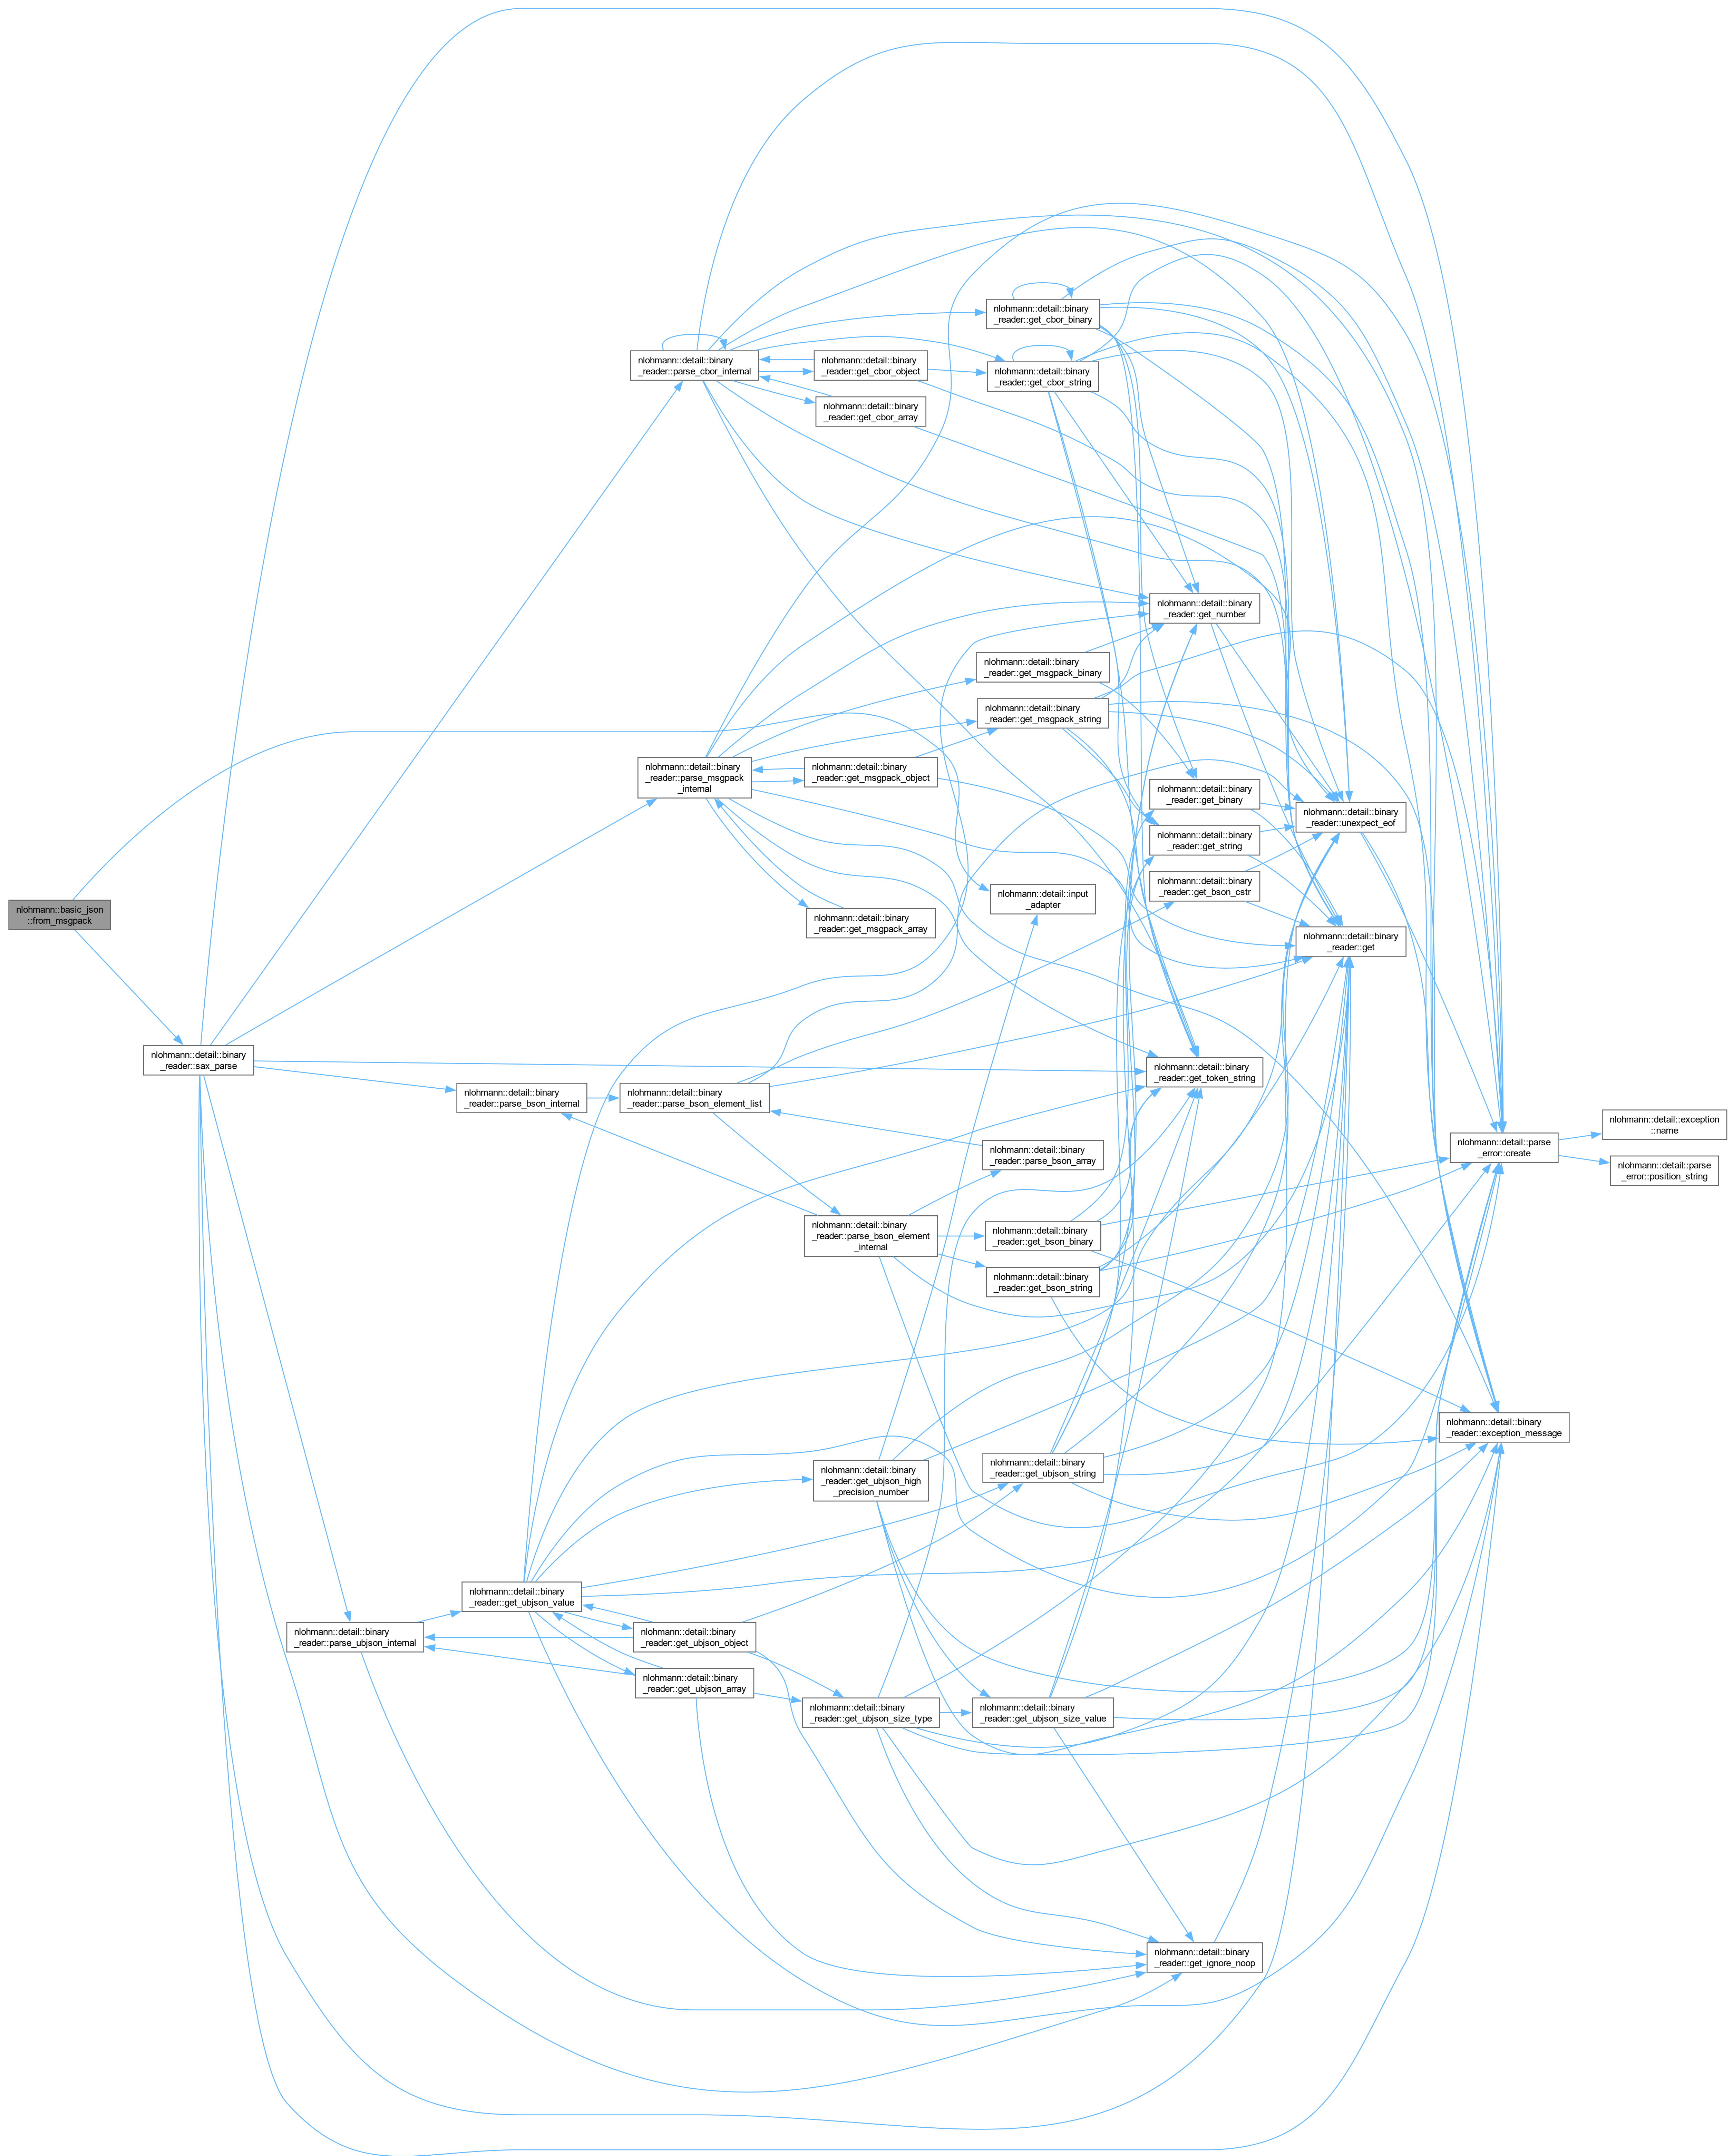 nlohmann::detail::binary
_reader::get_cbor_binary
nlohmann::detail::binary
_reader::parse_cbor_internal
nlohmann::detail::binary
_reader::get_cbor_object
nlohmann::detail::binary
_reader::get_cbor_string
nlohmann::detail::binary
_reader::get_cbor_array
nlohmann::detail::binary
_reader::get_number
nlohmann::detail::binary
_reader::get_msgpack_binary
nlohmann::detail::binary
_reader::get_msgpack_string
nlohmann::detail::binary
_reader::parse_msgpack
_internal
nlohmann::detail::binary
_reader::get_msgpack_object
nlohmann::detail::binary
_reader::get_binary
nlohmann::detail::binary
_reader::unexpect_eof
nlohmann::detail::binary
_reader::get_string
nlohmann::detail::binary
_reader::get_bson_cstr
nlohmann::detail::input
_adapter
nlohmann::basic_json
::from_msgpack
nlohmann::detail::binary
_reader::get_msgpack_array
nlohmann::detail::binary
_reader::get
nlohmann::detail::binary
_reader::sax_parse
nlohmann::detail::binary
_reader::get_token_string
nlohmann::detail::binary
_reader::parse_bson_internal
nlohmann::detail::binary
_reader::parse_bson_element_list
nlohmann::detail::exception
::name
nlohmann::detail::parse
_error::create
nlohmann::detail::binary
_reader::parse_bson_array
nlohmann::detail::parse
_error::position_string
nlohmann::detail::binary
_reader::parse_bson_element
_internal
nlohmann::detail::binary
_reader::get_bson_binary
nlohmann::detail::binary
_reader::get_bson_string
nlohmann::detail::binary
_reader::exception_message
nlohmann::detail::binary
_reader::get_ubjson_string
nlohmann::detail::binary
_reader::get_ubjson_high
_precision_number
nlohmann::detail::binary
_reader::get_ubjson_value
nlohmann::detail::binary
_reader::parse_ubjson_internal
nlohmann::detail::binary
_reader::get_ubjson_object
nlohmann::detail::binary
_reader::get_ubjson_array
nlohmann::detail::binary
_reader::get_ubjson_size_type
nlohmann::detail::binary
_reader::get_ubjson_size_value
nlohmann::detail::binary
_reader::get_ignore_noop